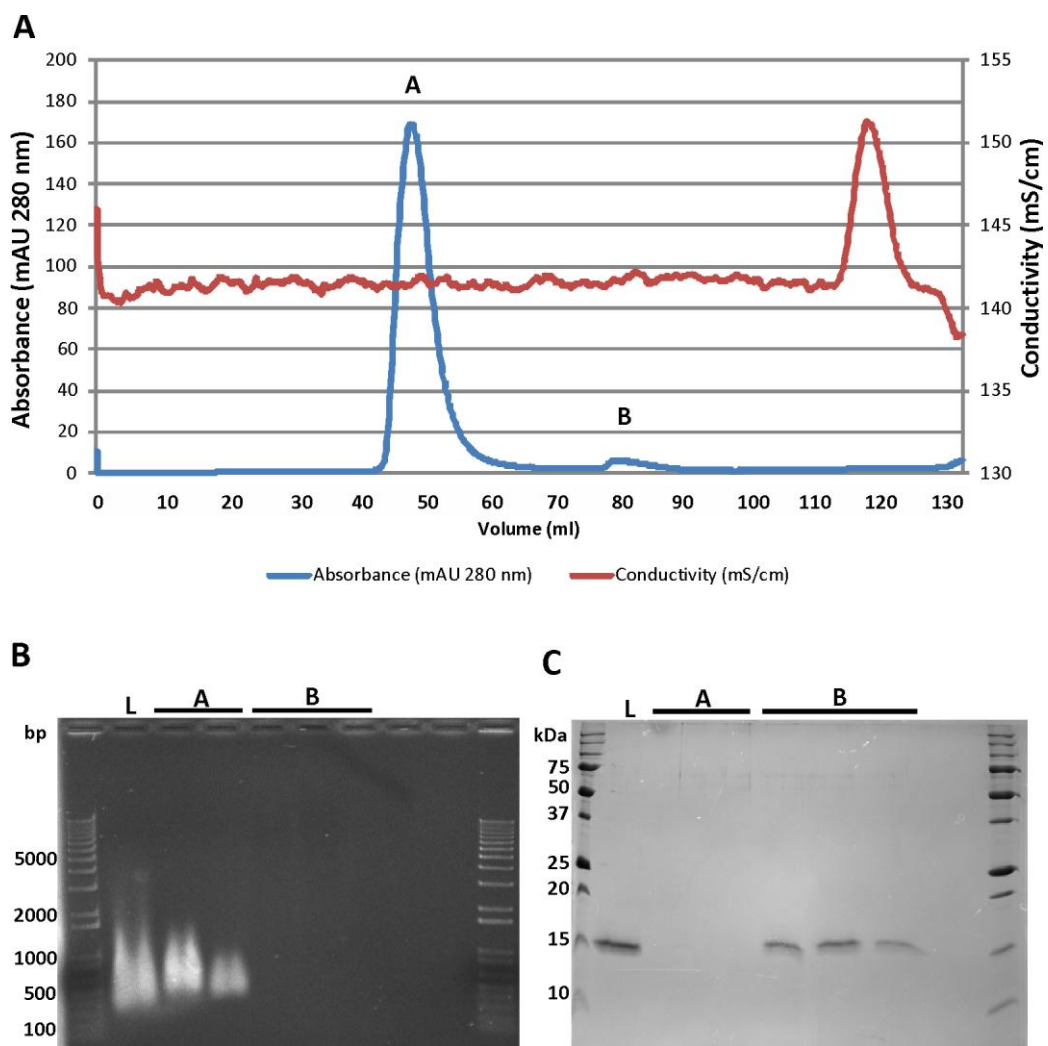 A
Absorbance (mAU 280 nm)
200
180
160
140
120
100
80
60
40
20
0
A
B
155
150
145
140
135
130
Conductivity (mS/cm)
0 10 20 30 40 50 60 70 80 90 100 110 120 130
Volume (ml)
Absorbance (mAU 280 nm) Conductivity (mS/cm)
B
L A B
bp
5000
2000
1000
500
100
C
L A B
kDa
75
50
37
25
20
15
10